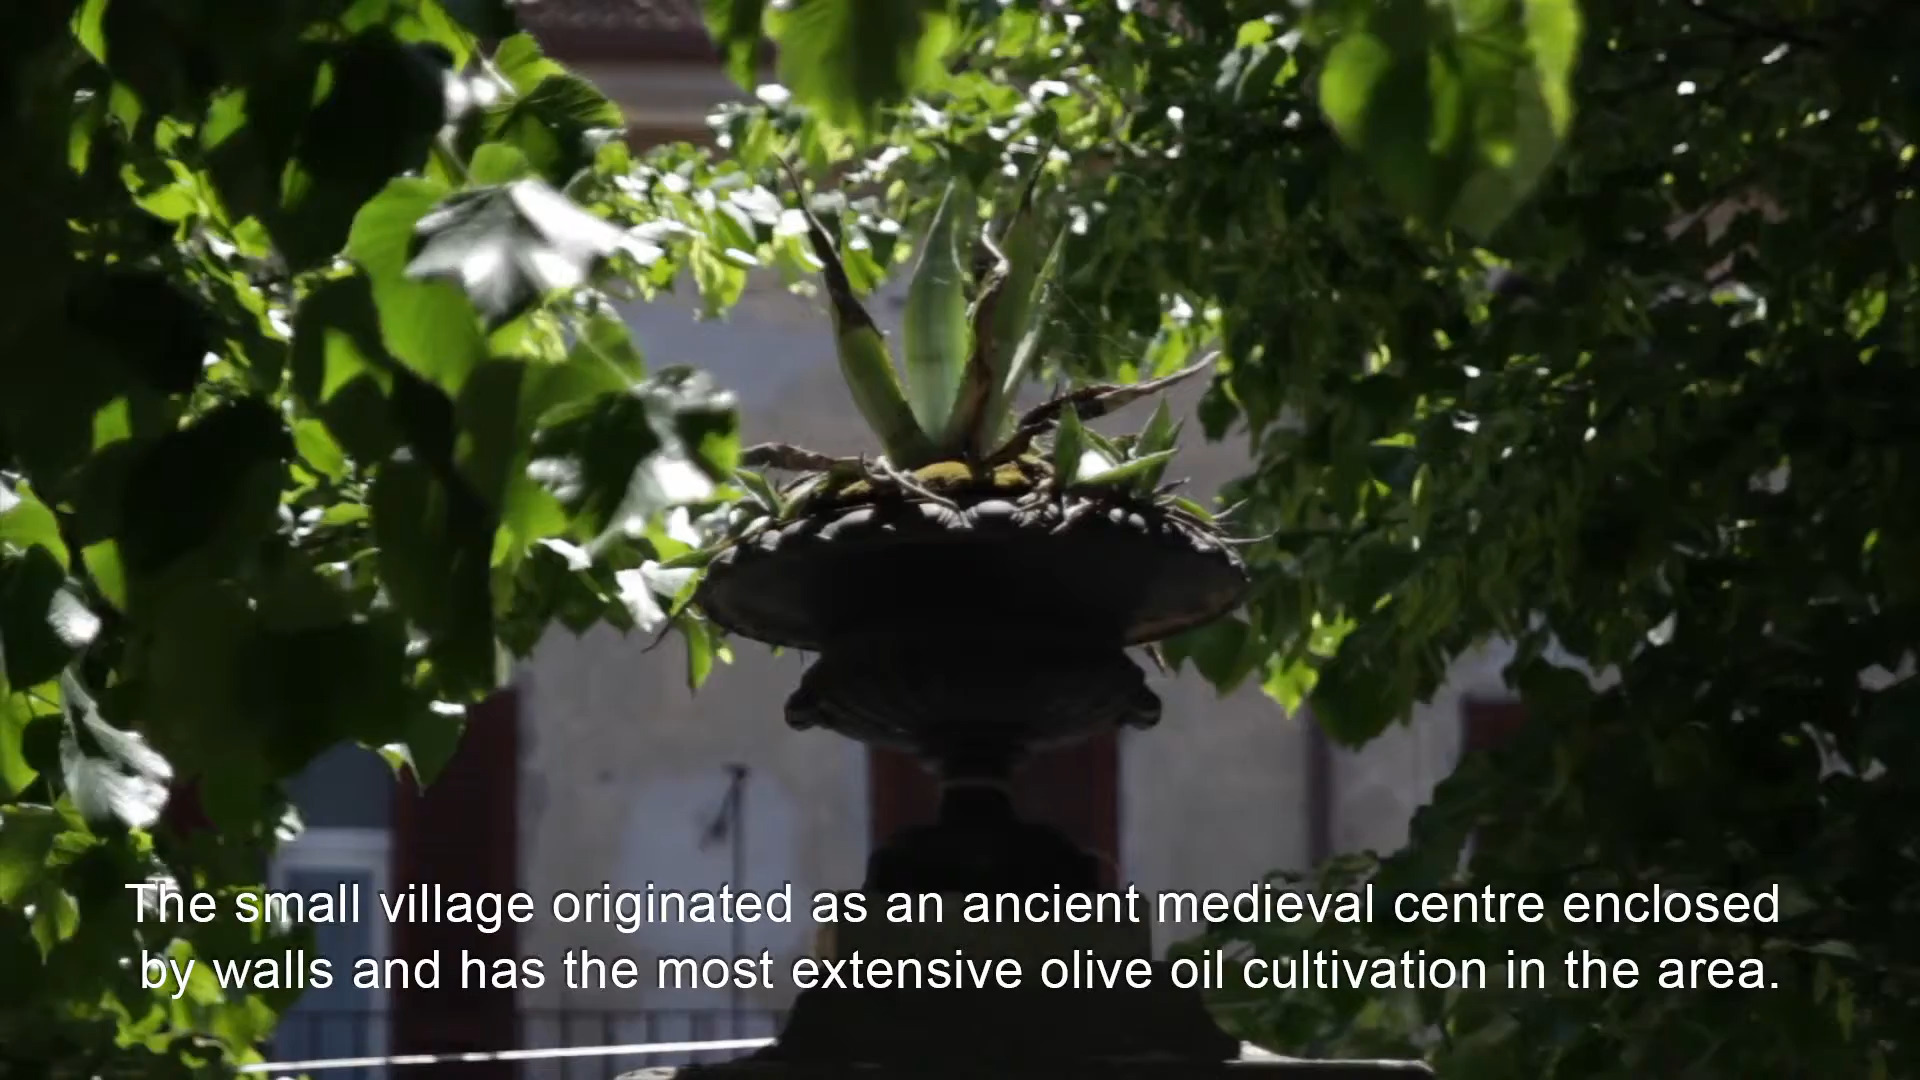 The small village originated as an ancient medieval centre enclosed
by walls and has the most extensive olive oil cultivation in the area.